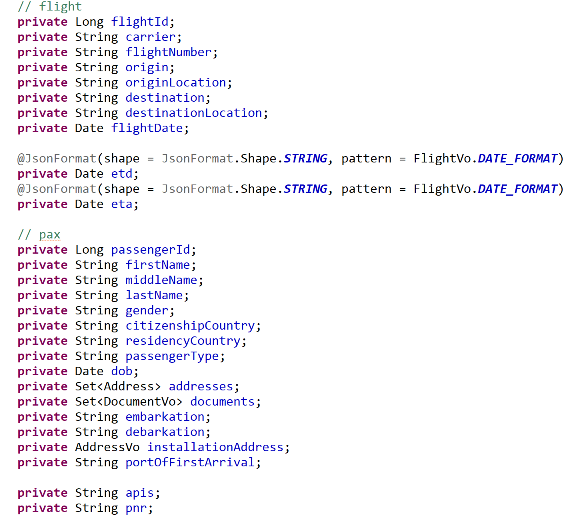 // flight
private Long flightId;
private String carrier;
private String flightNumber;
private String origin;
private String originLocation;
private String destination;
private String destinationLocation;
private Date flightDate;
@JsonFormat(shape = JsonFormat.Shape.STRING, pattern = FlightVo.DATE_FORMAT)
private Date etd;
@JsonFormat(shape = JsonFormat.Shape.STRING, pattern = FlightVo.DATE_FORMAT)
private Date eta;
// pax
private Long passengerId;
private String firstName;
private String middleName;
private String lastName;
private String gender;
private String citizenshipCountry;
private String residencyCountry;
private String passengerType;
private Date dob;
private Set<Address> addresses;
private Set<DocumentVo> documents;
private String embarkation;
private String debarkation;
private AddressVo installationAddress;
private String portOfFirstArrival;
private String apis;
private String pnr;